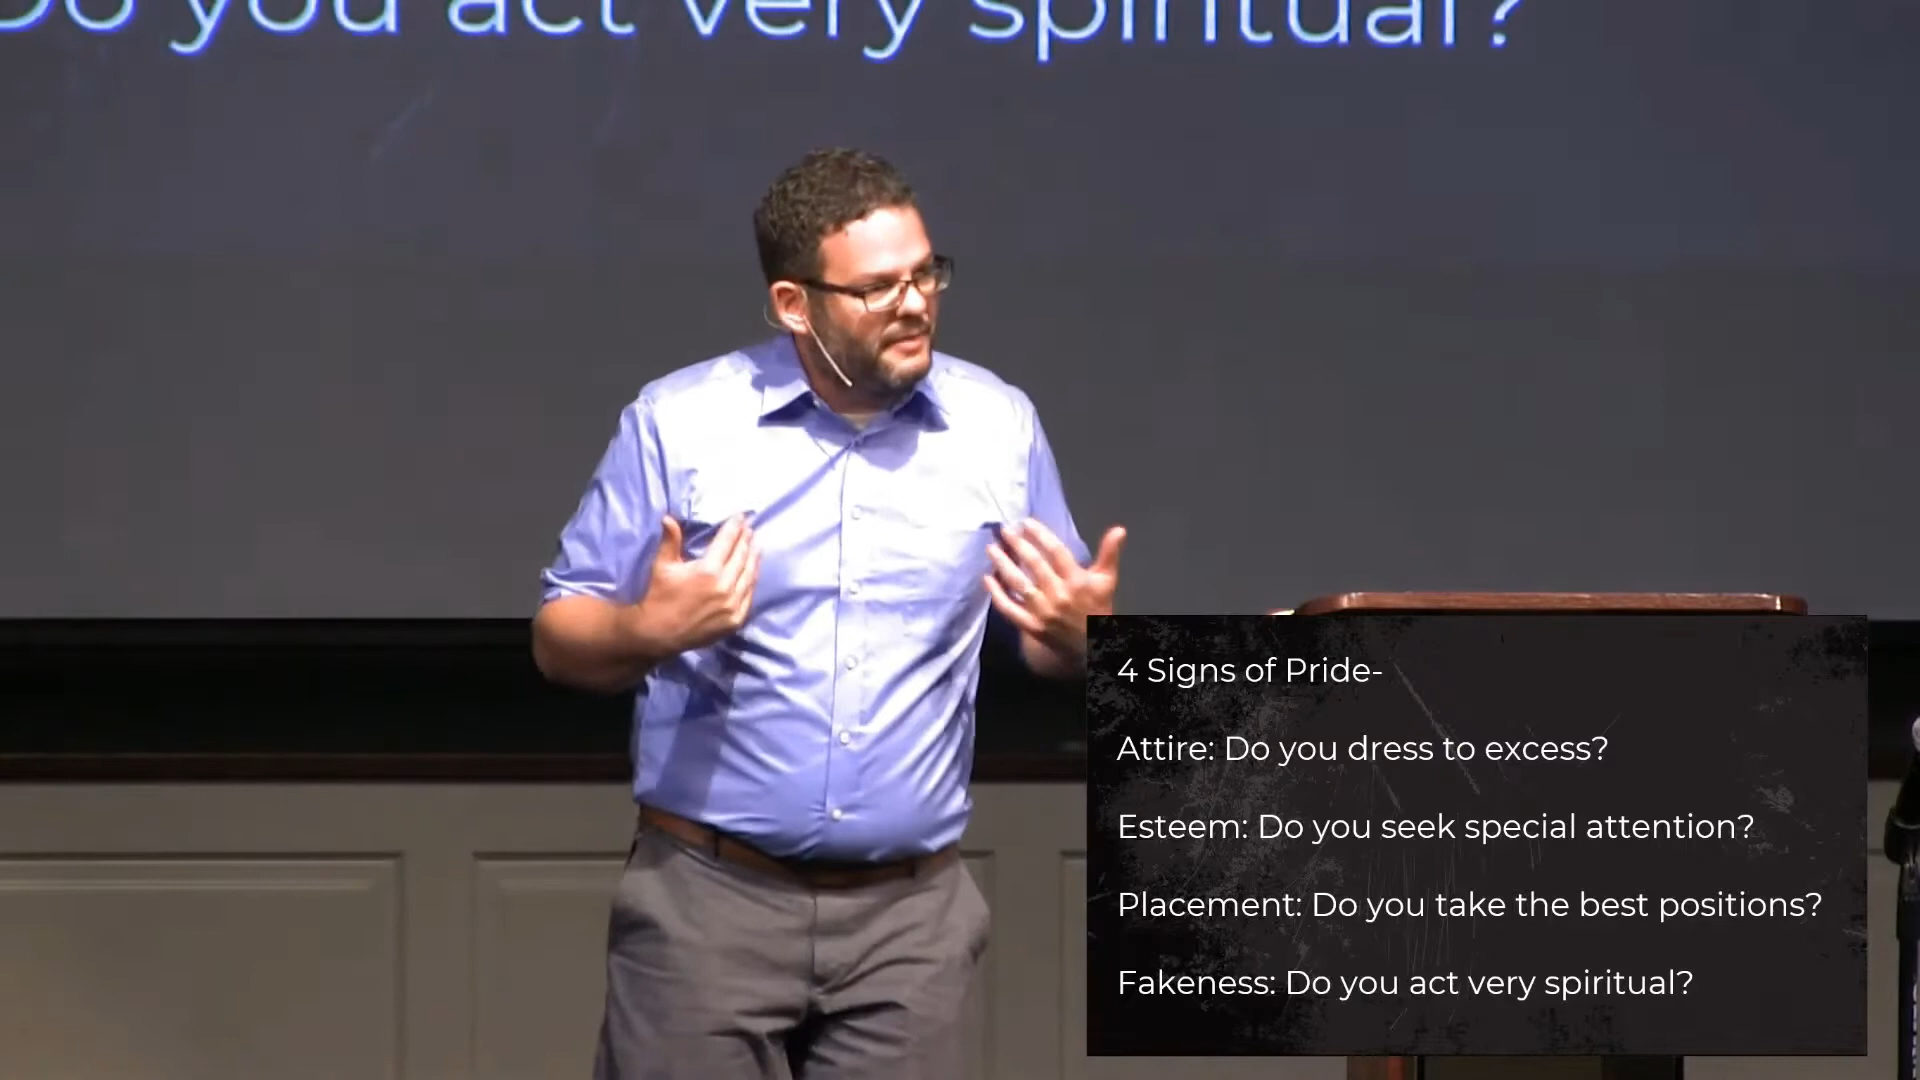 Do you act very spiritual?
4 Signs of Pride-
Attire: Do you dress to excess?
Esteem: Do you seek special attention?
Placement: Do you take the best positions?
Fakeness: Do you act very spiritual?